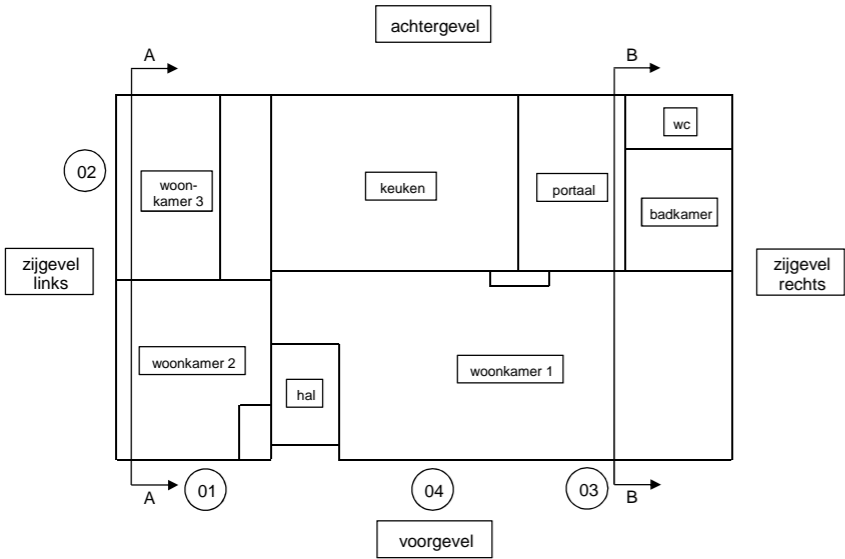 achtergevel
A
B
wc
02
woon-
kamer 3
keuken
portaal
badkamer
zijgevel
links
zijgevel
rechts
woonkamer 2
woonkamer 1
hal
A
01
04
03
B
voorgevel